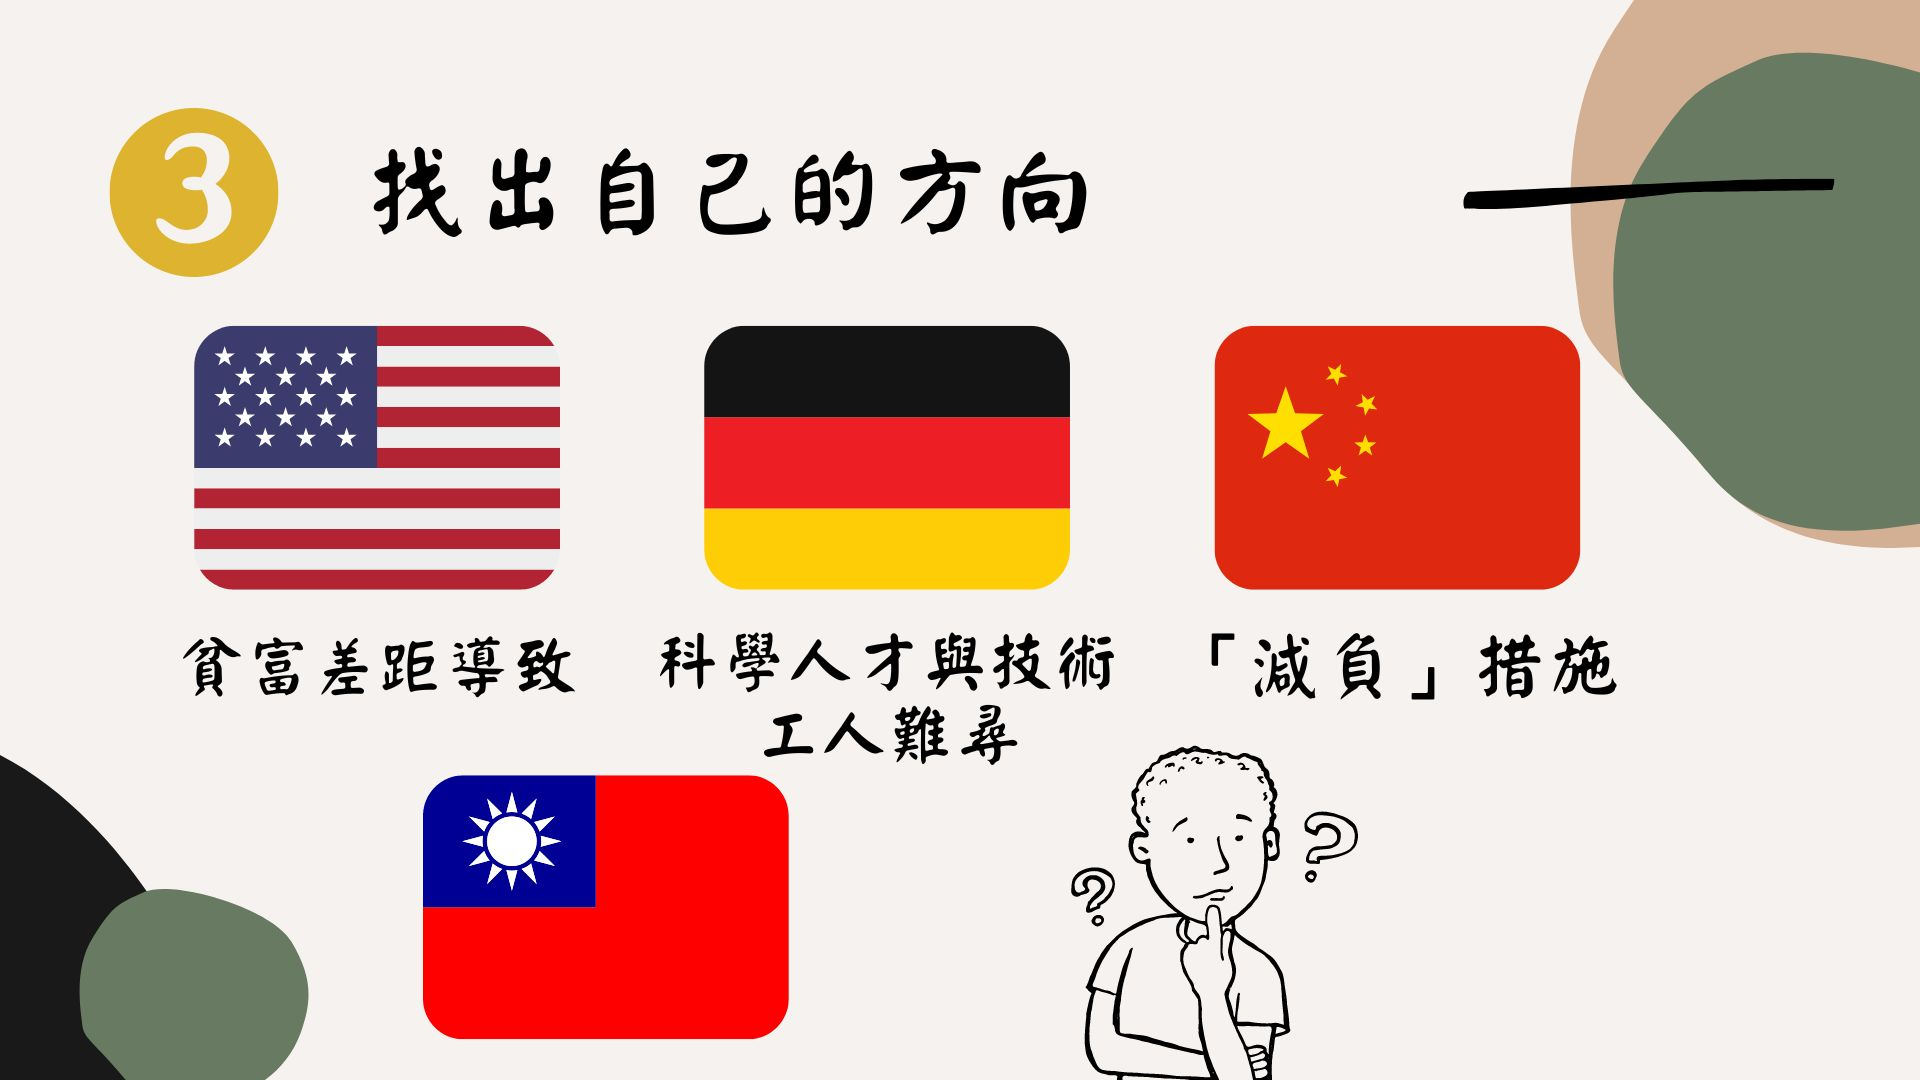 3
找出自己的方向
貧富差距導致
科學人才與技術
工人難尋
「減負」措施
? ?